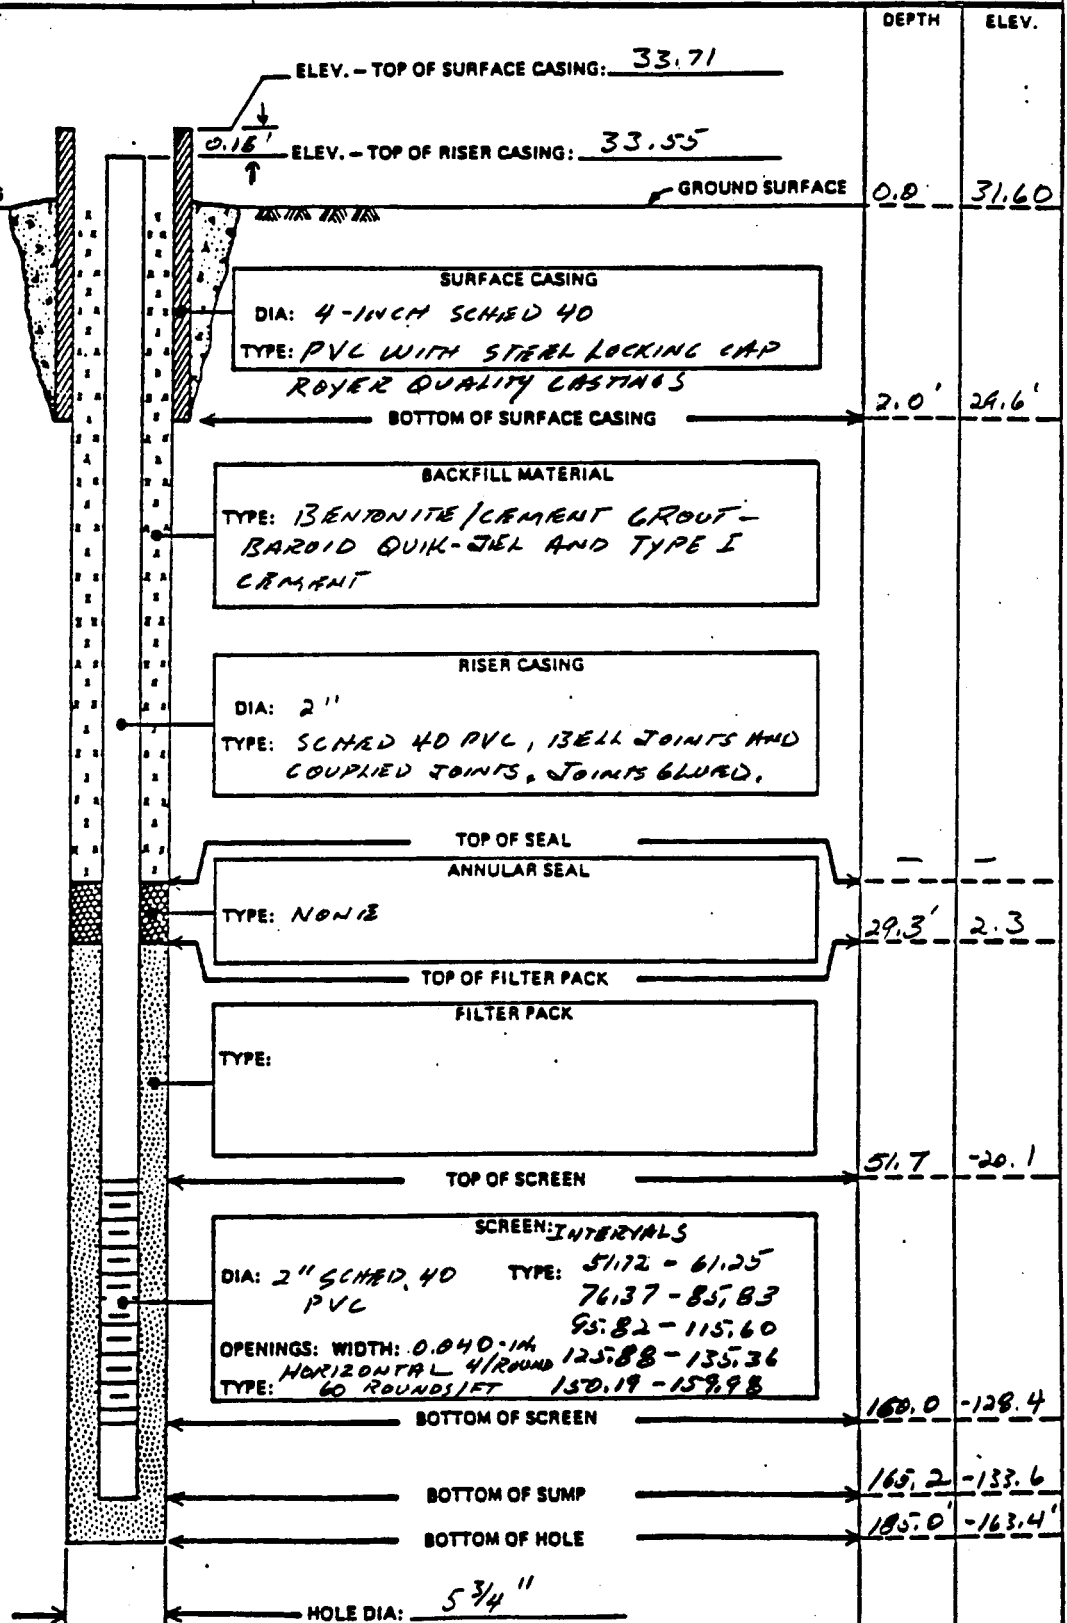 DEPTH ELEV.
ELEV. – TOP OF SURFACE CASING: 33.71
0.16'
ELEV. – TOP OF RISER CASING: 33.55
GROUND SURFACE 0.0 31.60
SURFACE CASING
DIA: 4-INCH SCHED 40
TYPE: PVC WITH STEEL LOCKING CAP
ROYER QUALITY CASTINGS
BOTTOM OF SURFACE CASING 2.0' 29.6'
BACKFILL MATERIAL
TYPE: BENTONITE/CEMENT GROUT-
BAROID QUIK-JEL AND TYPE I
CEMENT
RISER CASING
DIA: 2"
TYPE: SCHED 40 PVC, BELL JOINTS AND
COUPLIED JOINTS, JOINTS GLUED.
TOP OF SEAL — —
ANNULAR SEAL
TYPE: NONE
29.3' 2.3
TOP OF FILTER PACK
FILTER PACK
TYPE:
TOP OF SCREEN 51.7 -20.1
SCREEN: INTERVALS
DIA: 2" SCHED. 40 TYPE: 51.72 - 61.25
PVC 76.37 - 85.83
95.82 - 115.60
OPENINGS: WIDTH: 0.040-IN 125.88 - 135.36
HORIZONTAL 4/ROUND
TYPE: 60 ROUNDS/FT 150.19 - 159.98
BOTTOM OF SCREEN 160.0 -128.4
BOTTOM OF SUMP 165.2 -133.6
BOTTOM OF HOLE 185.0' -163.4'
HOLE DIA: 5 3/4"